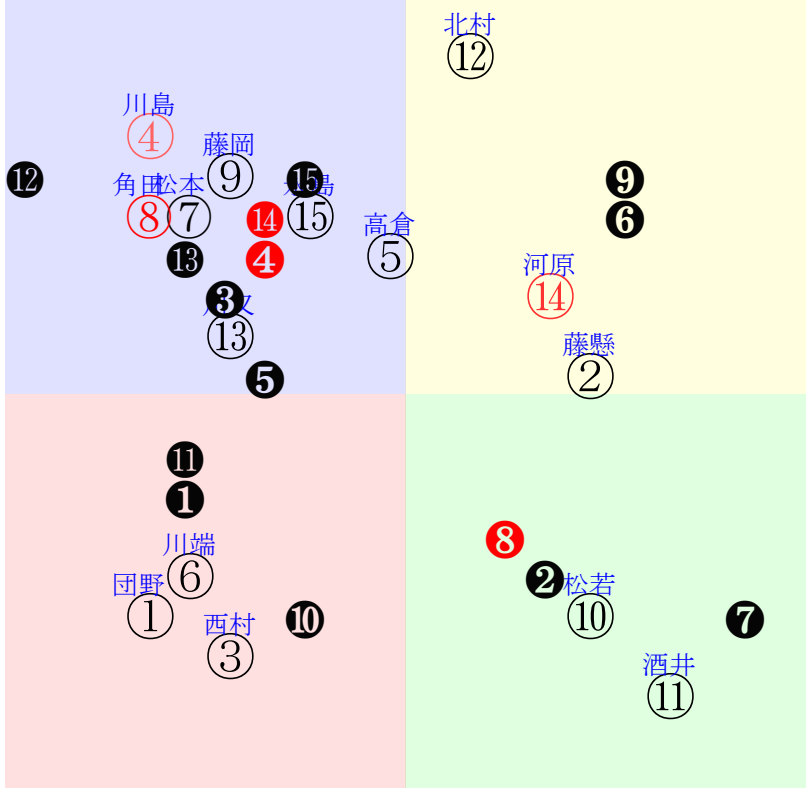 北村
⑫
川島
④
藤岡
⑨
⓬
角田
⑧
松本
⑦
⓯
島
⑮
❾
⓮
❻
高倉
⑤
⓭
❹
河原
⑭
❸
又
⑬
藤懸
②
❺
⓫
❶
川端
⑥
❽
団野
①
❷
松若
⑩
西村
③
❿
❼
酒井
⑪